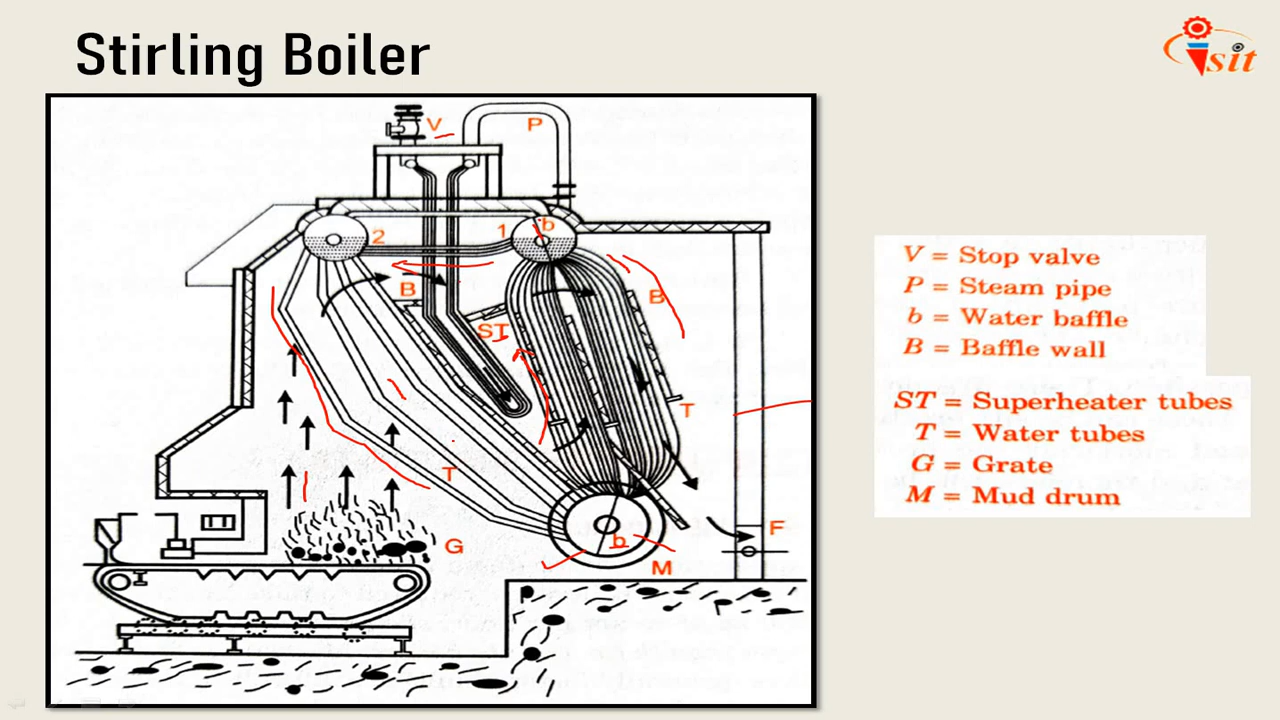 Stirling Boiler
isit
V
P
2
1
b
B
B
ST
T
T
G
b
M
F
V = Stop valve
P = Steam pipe
b = Water baffle
B = Baffle wall
ST = Superheater tubes
T = Water tubes
G = Grate
M = Mud drum